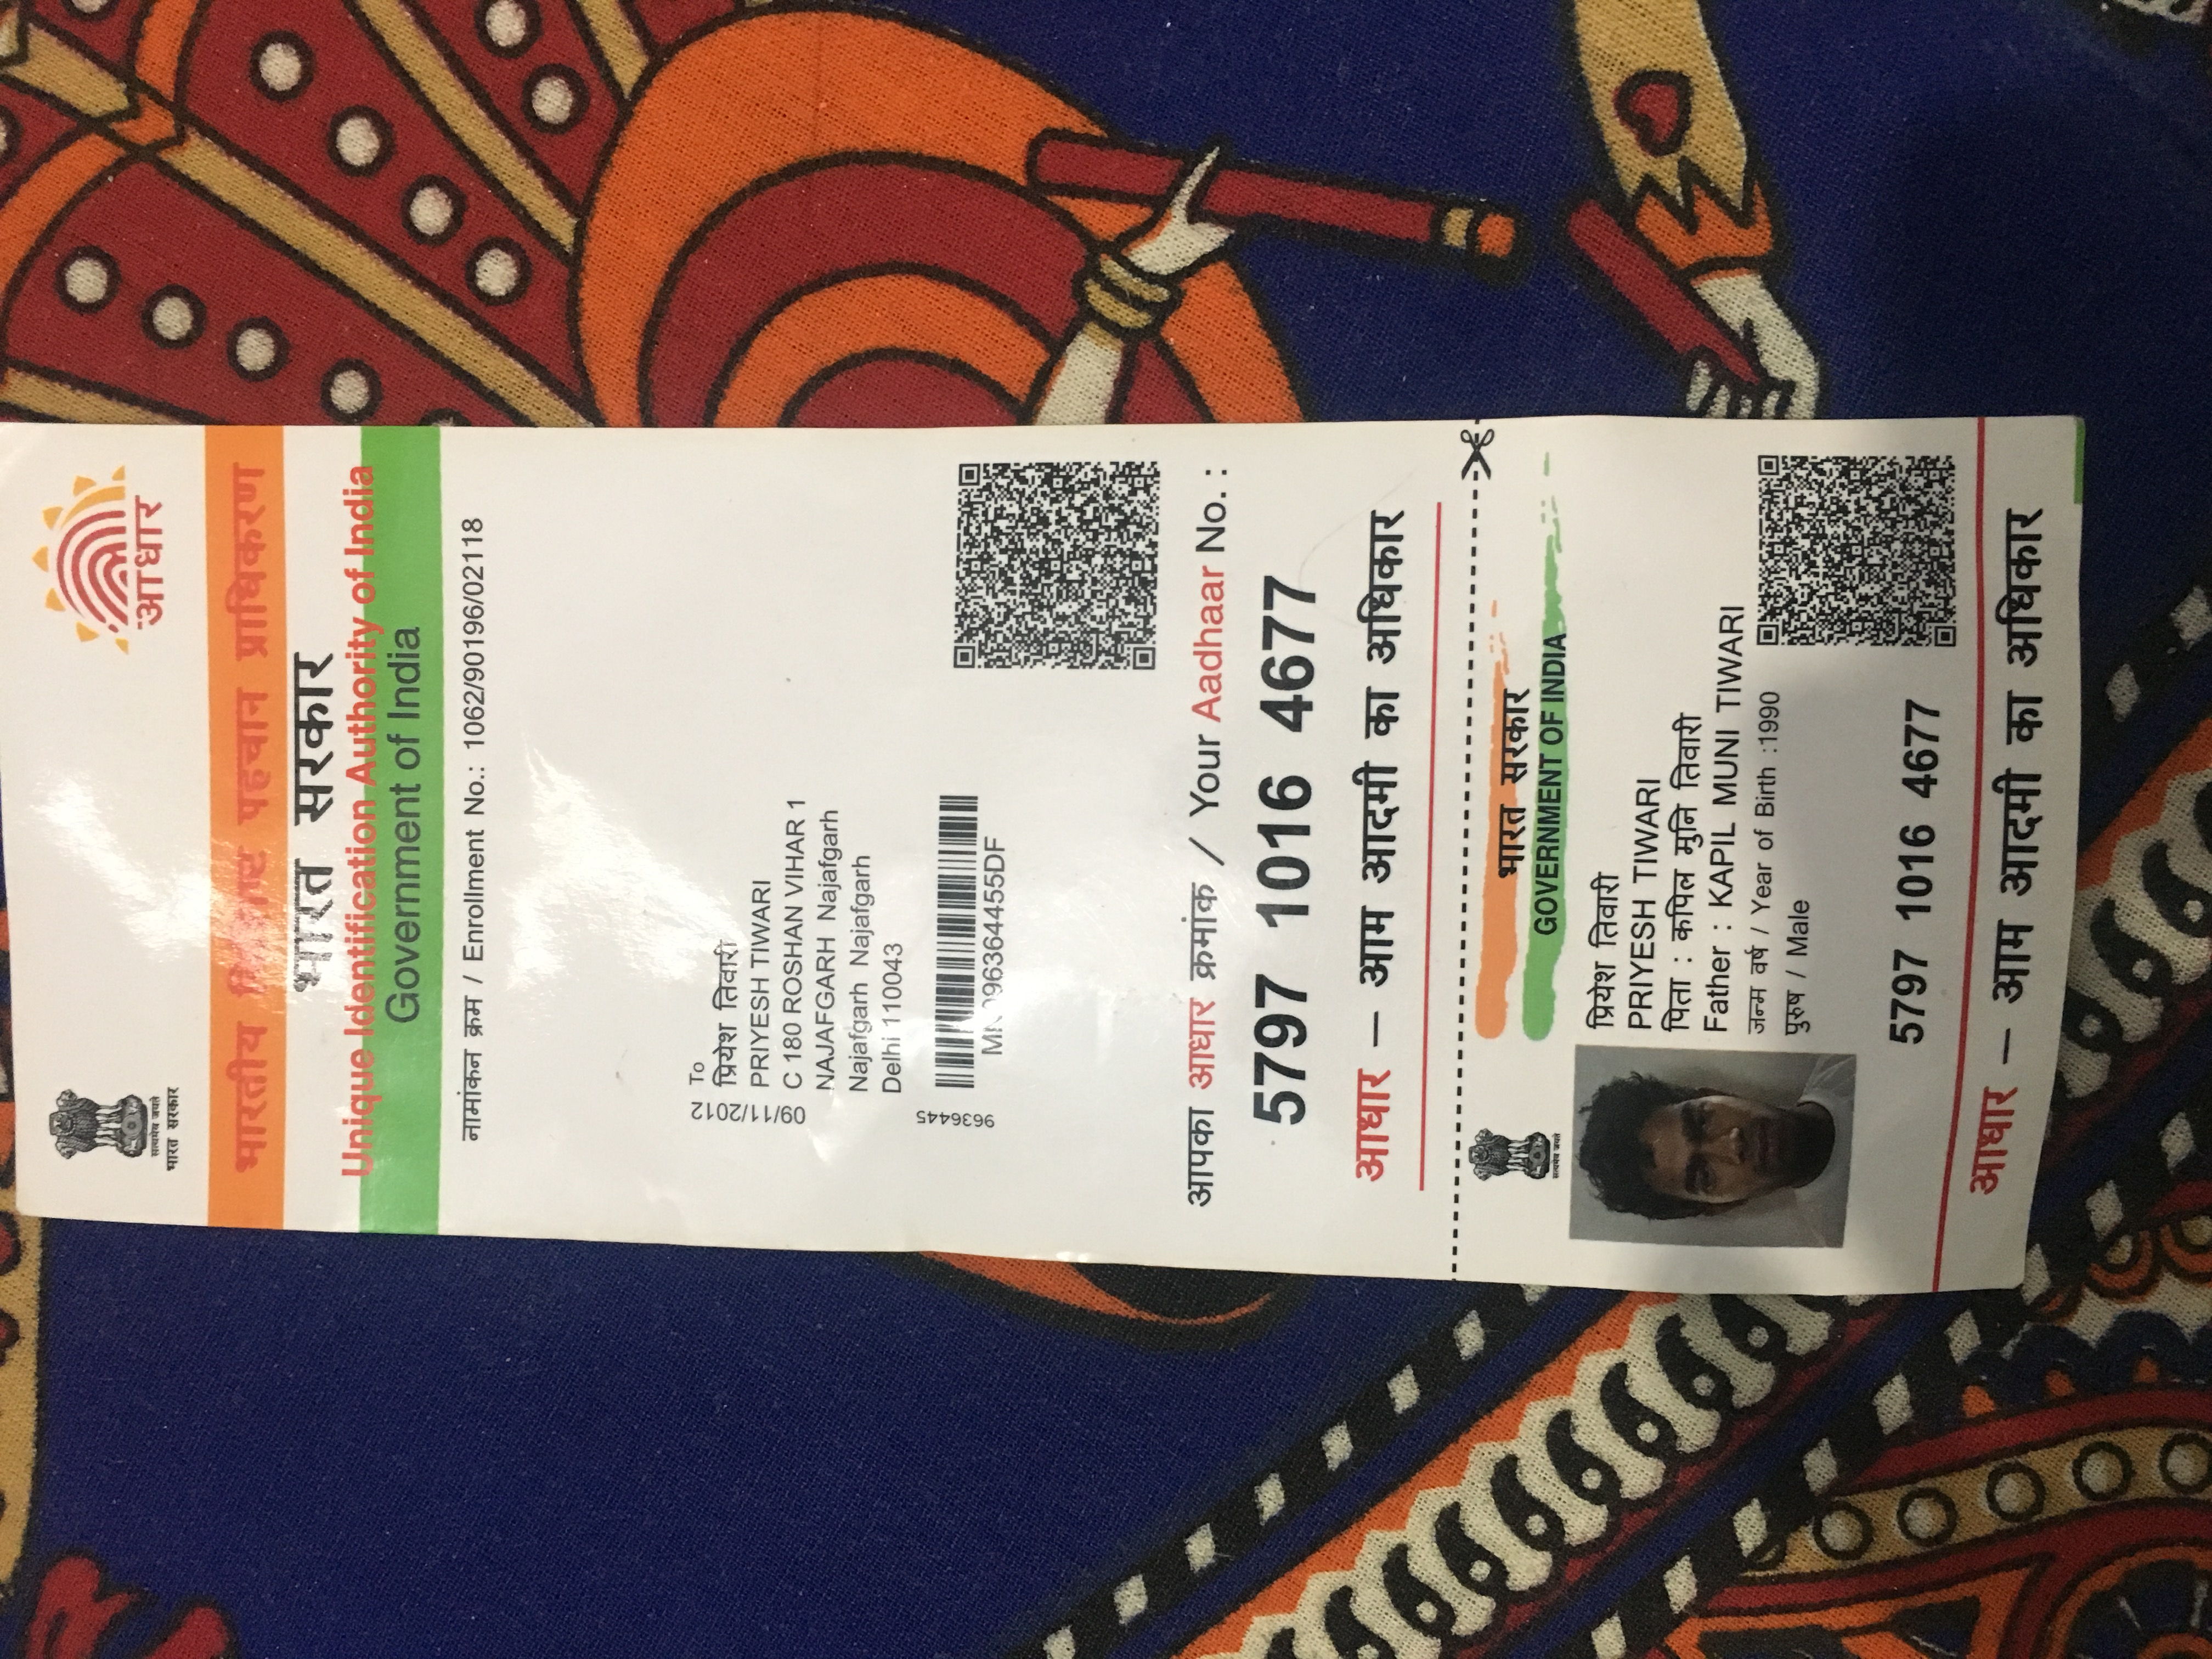 सत्यमेव जयते
भारत सरकार
आधार
भारतीय पहचान प्राधिकरण
भारत सरकार
Unique Identification Authority of India
Government of India
नामांकन क्रम / Enrollment No.: 1062/90196/02118
09/11/2012
To
प्रियेश तिवारी
PRIYESH TIWARI
C 180 ROSHAN VIHAR 1
NAJAFGARH Najafgarh
Najafgarh Najafgarh
Delhi 110043
9636445
आपका आधार क्रमांक / Your Aadhaar No. :
5797 1016 4677
आधार – आम आदमी का अधिकार
सत्यमेव जयते
भारत सरकार
GOVERNMENT OF INDIA
प्रियेश तिवारी
PRIYESH TIWARI
पिता : कपिल मुनि तिवारी
Father : KAPIL MUNI TIWARI
जन्म वर्ष / Year of Birth :1990
पुरुष / Male
5797 1016 4677
आधार – आम आदमी का अधिकार